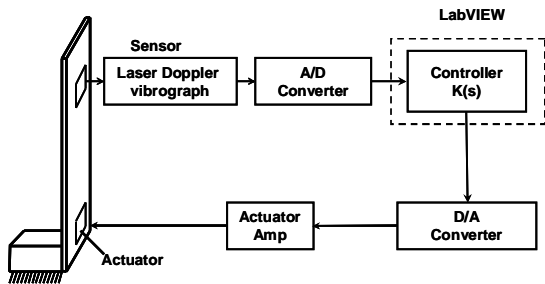 LabVIEW
Sensor
Laser Doppler
vibrograph
A/D
Converter
Controller
K(s)
Actuator
Amp
D/A
Converter
Actuator